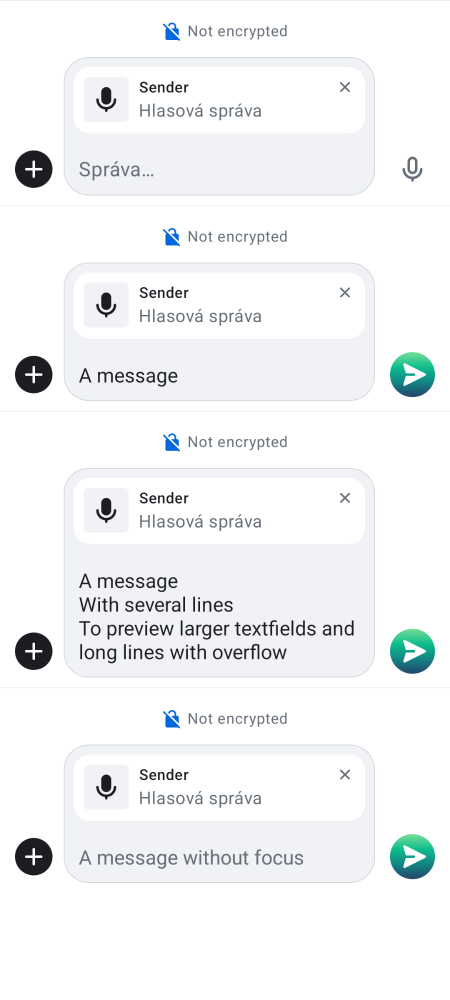 Not encrypted
Sender
Hlasová správa
Správa…
Not encrypted
Sender
Hlasová správa
A message
Not encrypted
Sender
Hlasová správa
A message
With several lines
To preview larger textfields and
long lines with overflow
Not encrypted
Sender
Hlasová správa
A message without focus